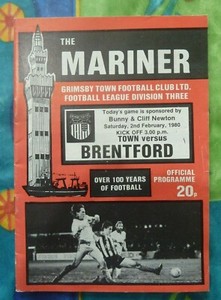 THE
MARINER
GRIMSBY TOWN FOOTBALL CLUB LTD.
FOOTBALL LEAGUE DIVISION THREE
Today's game is sponsored by
Bunny & Cliff Newton
Saturday, 2nd February, 1980
KICK OFF 3.00 p.m.
TOWN versus
BRENTFORD
OVER 100 YEARS
OF FOOTBALL
OFFICIAL
PROGRAMME
20p